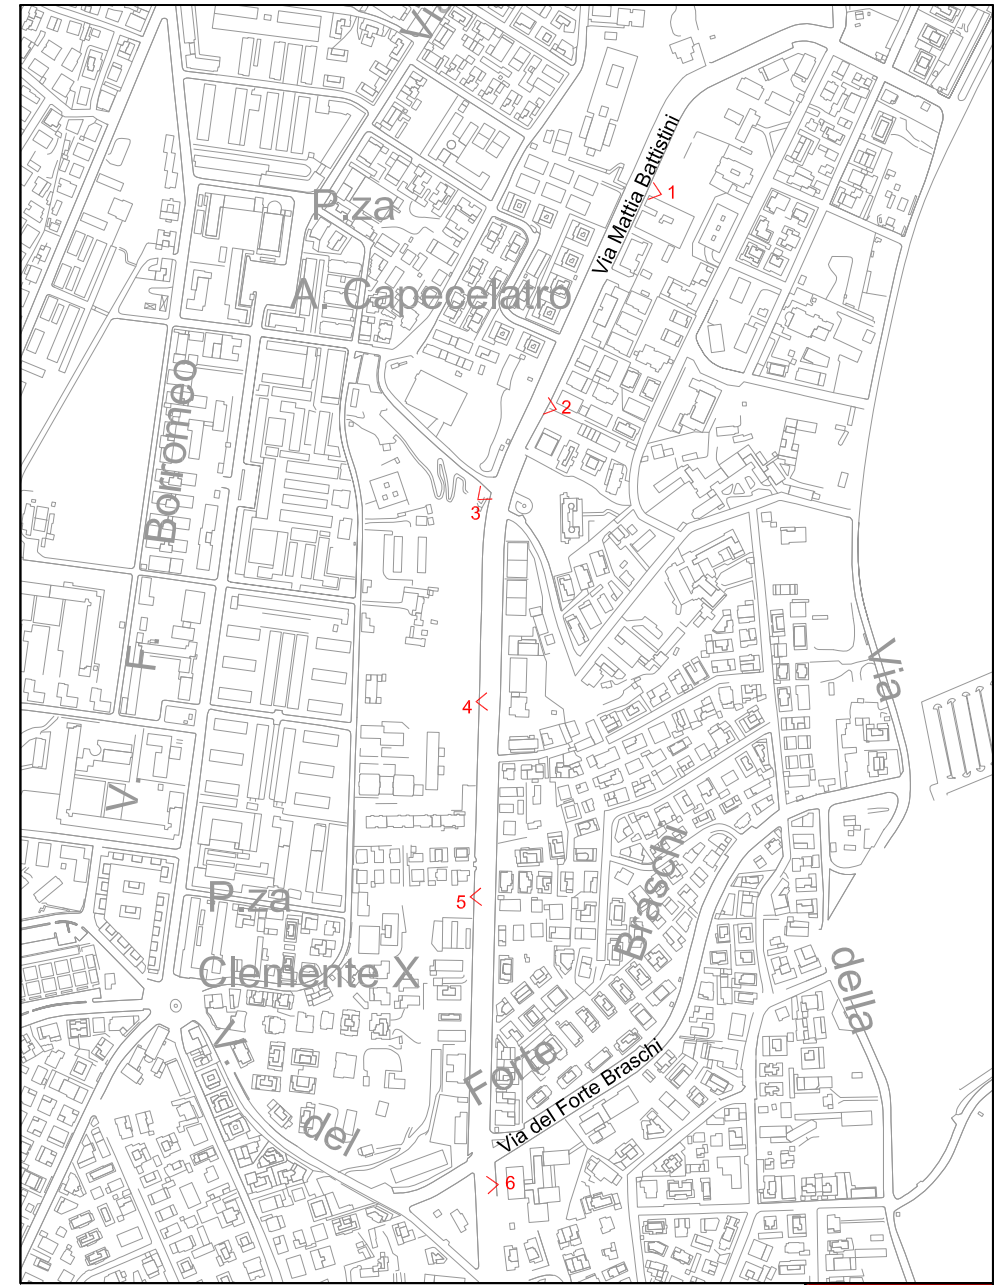 Via
Via Mattia Battistini
1
P.za
A. Capecelatro
Borromeo
2
3
F.
Via
4
V.
Braschi
P.za
5
Clemente X
della
V.
Forte
del
Via del Forte Braschi
6